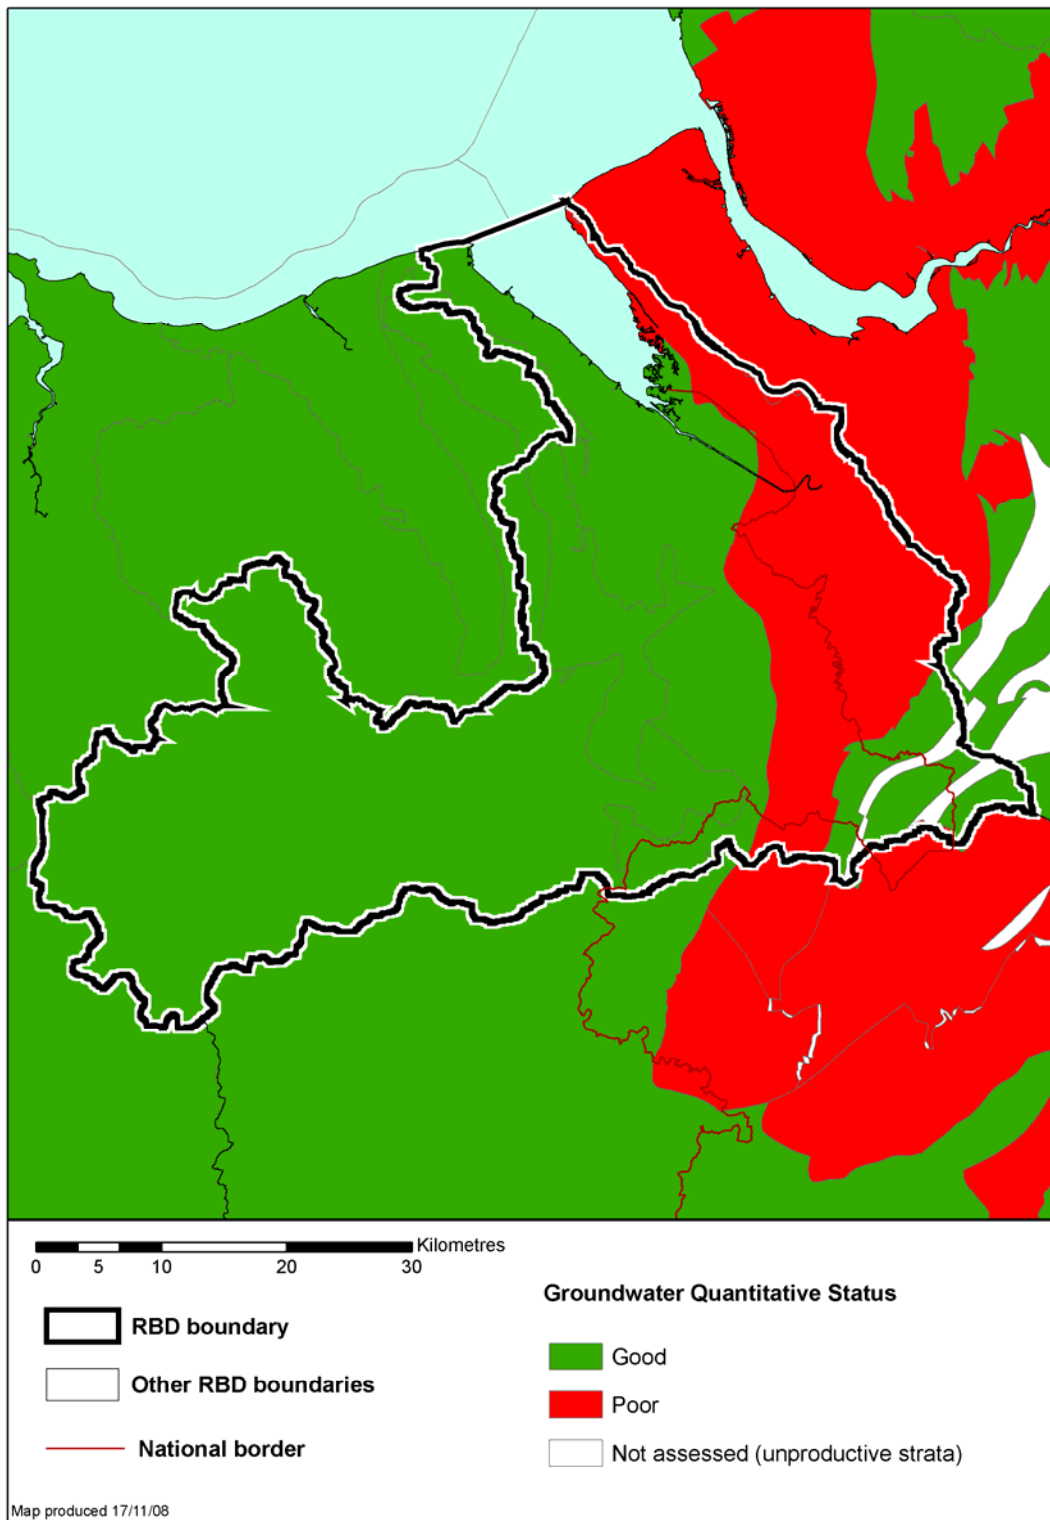 Kilometres
0 5 10 20 30
RBD boundary
Other RBD boundaries
National border
Groundwater Quantitative Status
Good
Poor
Not assessed (unproductive strata)
Map produced 17/11/08